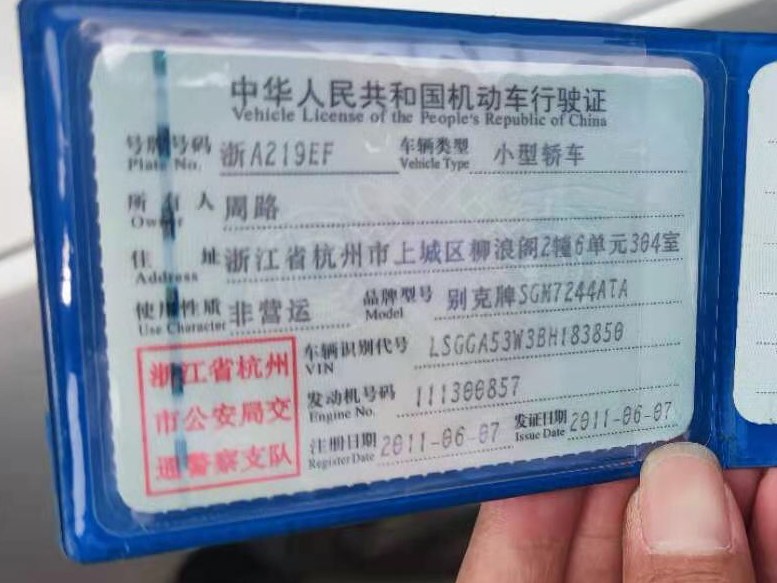 中华人民共和国机动车行驶证
Vehicle License of the People's Republic of China
号牌号码 浙A219EF 车辆类型 小型轿车
Plate No. Vehicle Type
所有人 周路
Owner
住址 浙江省杭州市上城区柳浪阁2幢6单元304室
Address
使用性质 非营运 品牌型号 别克牌SGM7244ATA
Use Character Model
浙江省杭州
市公安局交
通警察支队
车辆识别代号 LSGGA53W3BH183850
VIN
发动机号码 111300857
Engine No.
注册日期 2011-06-07 发证日期 2011-06-07
Register Date Issue Date